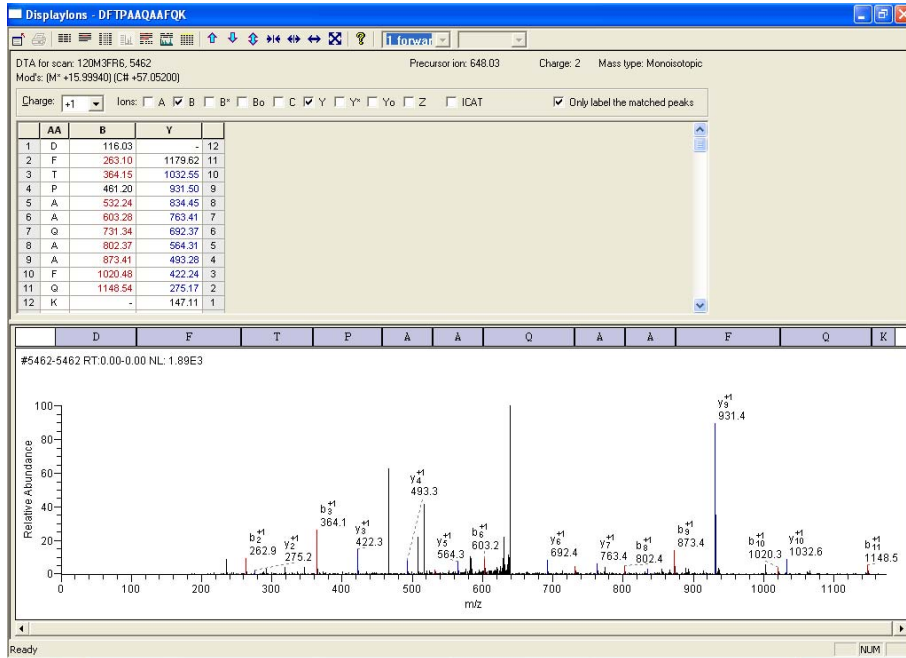 DisplayIons - DFTPAAQAAFQK
1 forwar
DTA for scan: 120M3FR6, 5462 Precursor ion: 648.03 Charge: 2 Mass type: Monoisotopic
Mod's: (M* +15.99940) (C# +57.05200)
Charge: +1 Ions: A B B* Bo C Y Y* Yo Z ICAT Only label the matched peaks
AA B Y
1 D 116.03 - 12
2 F 263.10 1179.62 11
3 T 364.15 1032.55 10
4 P 461.20 931.50 9
5 A 532.24 834.45 8
6 A 603.28 763.41 7
7 Q 731.34 692.37 6
8 A 802.37 564.31 5
9 A 873.41 493.28 4
10 F 1020.48 422.24 3
11 Q 1148.54 275.17 2
12 K - 147.11 1
D F T P A A Q A A F Q K
#5462-5462 RT:0.00-0.00 NL: 1.89E3
Relative Abundance
100
80
60
40
20
0
b2+1
262.9
y2+1
275.2
b3+1
364.1
y3+1
422.3
y4+1
493.3
y5+1
564.3
b6+1
603.2
y6+1
692.4
y7+1
763.4
b8+1
802.4
b9+1
873.4
y9+1
931.4
b10+1
1020.3
y10+1
1032.6
b11+1
1148.5
0 100 200 300 400 500 600 700 800 900 1000 1100
m/z
Ready NUM